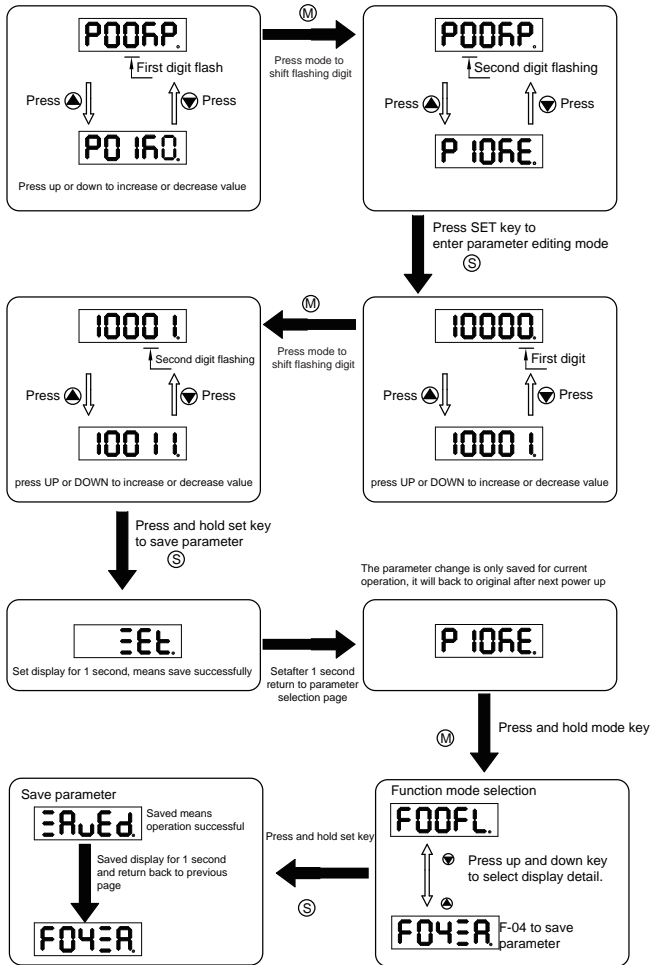 P00hP.
First digit flash
Press
Press
P01h0.
Press up or down to increase or decrease value
M
Press mode to
shift flashing digit
P00hP.
Second digit flashing
Press
Press
P10hE.
Press SET key to
enter parameter editing mode
S
10000.
First digit
Press
Press
10001.
press UP or DOWN to increase or decrease value
M
Press mode to
shift flashing digit
10001.
Second digit flashing
Press
Press
10011.
press UP or DOWN to increase or decrease value
Press and hold set key
to save parameter
S
SEt.
Set display for 1 second, means save successfully
Setafter 1 second
return to parameter
selection page
The parameter change is only saved for current
operation, it will back to original after next power up
P10hE.
M
Press and hold mode key
Function mode selection
F00FL.
Press up and down key
to select display detail.
F04SA.
F-04 to save
parameter
Press and hold set key
S
Save parameter
SAvEd.
Saved means
operation successful
Saved display for 1 second
and return back to previous
page
F04SA.